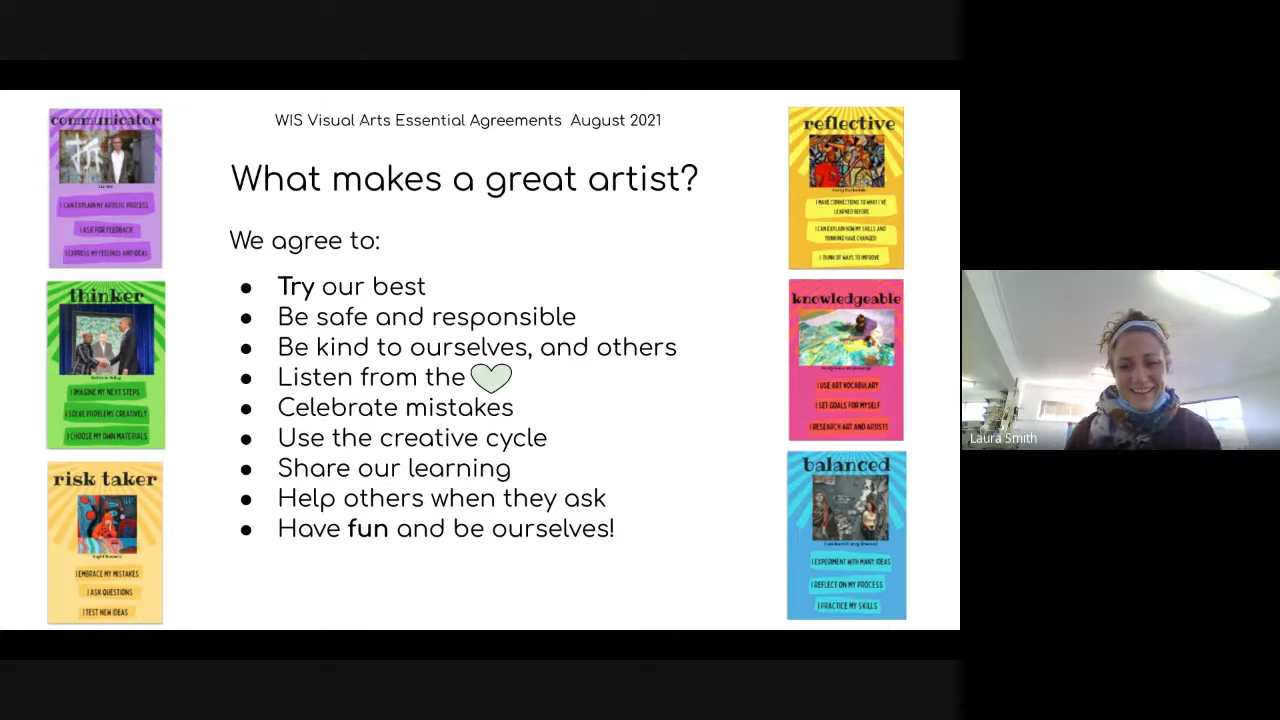 WIS Visual Arts Essential Agreements August 2021
What makes a great artist?
We agree to:
● Try our best
● Be safe and responsible
● Be kind to ourselves, and others
● Listen from the
● Celebrate mistakes
● Use the creative cycle
● Share our learning
● Help others when they ask
● Have fun and be ourselves!
communicator
I CAN EXPLAIN MY ARTISTIC PROCESS
I ASK FOR FEEDBACK
I EXPRESS MY FEELINGS AND IDEAS
thinker
I IMAGINE MY NEXT STEPS
I SOLVE PROBLEMS CREATIVELY
I CHOOSE MY OWN MATERIALS
risk taker
I EMBRACE MY MISTAKES
I ASK QUESTIONS
I TEST NEW IDEAS
reflective
I MAKE CONNECTIONS TO WHAT I'VE
LEARNED BEFORE
I CAN EXPLAIN HOW MY SKILLS AND
THINKING HAVE CHANGED
I THINK OF WAYS TO IMPROVE
knowledgeable
I USE ART VOCABULARY
I SET GOALS FOR MYSELF
I RESEARCH ART AND ARTISTS
balanced
I EXPERIMENT WITH MANY IDEAS
I REFLECT ON MY PROCESS
I PRACTICE MY SKILLS
Laura Smith